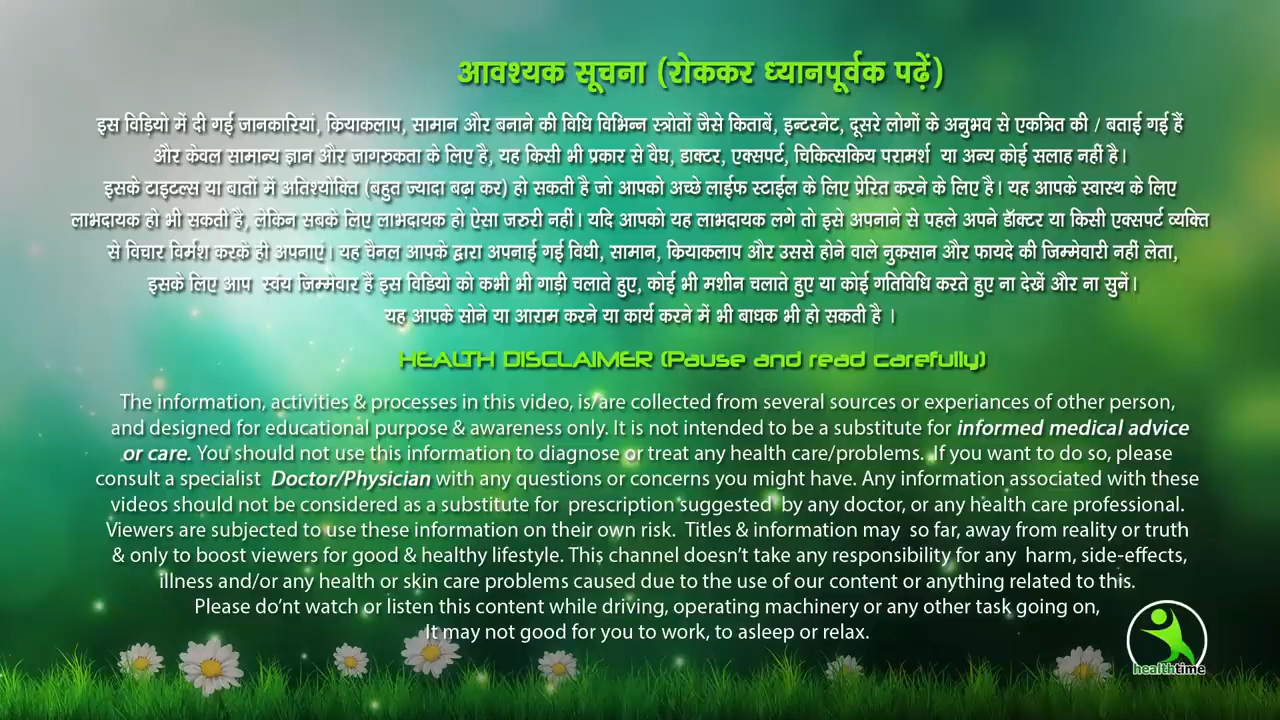 आवश्यक सूचना (रोककर ध्यानपूर्वक पढ़ें)
इस विडियो में दी गई जानकारियां, क्रियाकलाप, सामान और बनाने की विधि विभिन्न स्त्रोतों जैसे किताबें, इन्टरनेट, दूसरे लोगों के अनुभव से एकत्रित की / बताई गई हैं
और केवल सामान्य ज्ञान और जागरुकता के लिए है, यह किसी भी प्रकार से वैघ, डाक्टर, एक्सपर्ट, चिकित्सकिय परामर्श या अन्य कोई सलाह नहीं है।
इसके टाइटल्स या बातों में अतिश्योक्ति (बहुत ज्यादा बढ़ा कर) हो सकती है जो आपको अच्छे लाईफ स्टाईल के लिए प्रेरित करने के लिए है। यह आपके स्वास्थ के लिए
लाभदायक हो भी सकती है, लेकिन सबके लिए लाभदायक हो ऐसा जरुरी नहीं। यदि आपको यह लाभदायक लगे तो इसे अपनाने से पहले अपने डॉक्टर या किसी एक्सपर्ट व्यक्ति
से विचार विर्मश करके ही अपनाएं। यह चैनल आपके द्वारा अपनाई गई विधी, सामान, क्रियाकलाप और उससे होने वाले नुकसान और फायदे की जिम्मेवारी नहीं लेता,
इसके लिए आप स्वंय जिम्मेवार हैं इस विडियो को कभी भी गाड़ी चलाते हुए, कोई भी मशीन चलाते हुए या कोई गतिविधि करते हुए ना देखें और ना सुनें।
यह आपके सोने या आराम करने या कार्य करने में भी बाधक भी हो सकती है ।
HEALTH DISCLAIMER (Pause and read carefully)
The information, activities & processes in this video, is/are collected from several sources or experiances of other person,
and designed for educational purpose & awareness only. It is not intended to be a substitute for informed medical advice
or care. You should not use this information to diagnose or treat any health care/problems. If you want to do so, please
consult a specialist Doctor/Physician with any questions or concerns you might have. Any information associated with these
videos should not be considered as a substitute for prescription suggested by any doctor, or any health care professional.
Viewers are subjected to use these information on their own risk. Titles & information may so far, away from reality or truth
& only to boost viewers for good & healthy lifestyle. This channel doesn't take any responsibility for any harm, side-effects,
illness and/or any health or skin care problems caused due to the use of our content or anything related to this.
Please do'nt watch or listen this content while driving, operating machinery or any other task going on,
It may not good for you to work, to asleep or relax.
healthtime